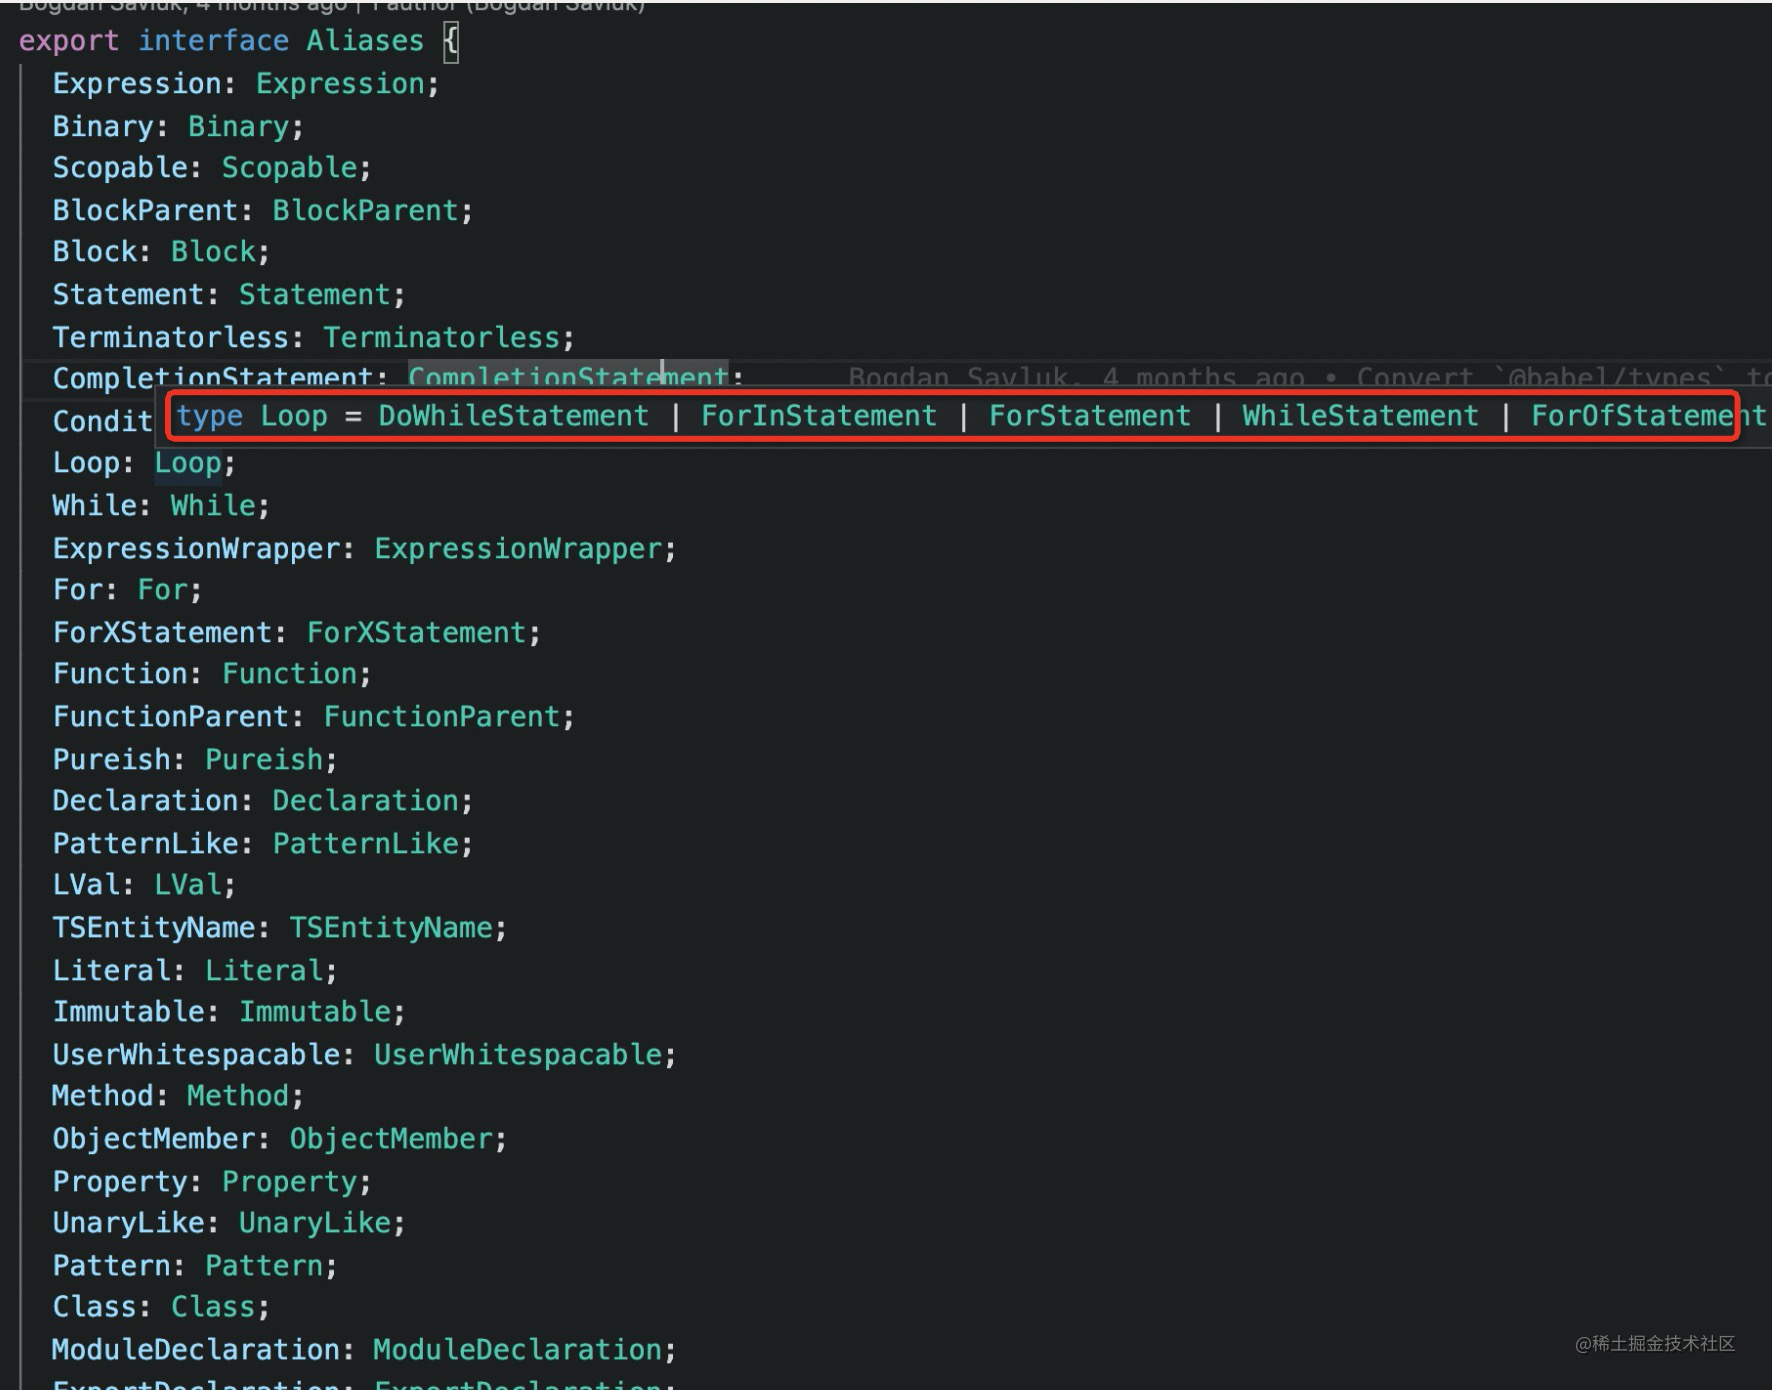 Bogdan Savluk, 4 months ago | 1 author (Bogdan Savluk)
export interface Aliases {
Expression: Expression;
Binary: Binary;
Scopable: Scopable;
BlockParent: BlockParent;
Block: Block;
Statement: Statement;
Terminatorless: Terminatorless;
CompletionStatement: CompletionStatement; Bogdan Savluk, 4 months ago • Convert `@babel/types` to
Condit
type Loop = DoWhileStatement | ForInStatement | ForStatement | WhileStatement | ForOfStatement
Loop: Loop;
While: While;
ExpressionWrapper: ExpressionWrapper;
For: For;
ForXStatement: ForXStatement;
Function: Function;
FunctionParent: FunctionParent;
Pureish: Pureish;
Declaration: Declaration;
PatternLike: PatternLike;
LVal: LVal;
TSEntityName: TSEntityName;
Literal: Literal;
Immutable: Immutable;
UserWhitespacable: UserWhitespacable;
Method: Method;
ObjectMember: ObjectMember;
Property: Property;
UnaryLike: UnaryLike;
Pattern: Pattern;
Class: Class;
ModuleDeclaration: ModuleDeclaration;
ExportDeclaration: ExportDeclaration;
@稀土掘金技术社区